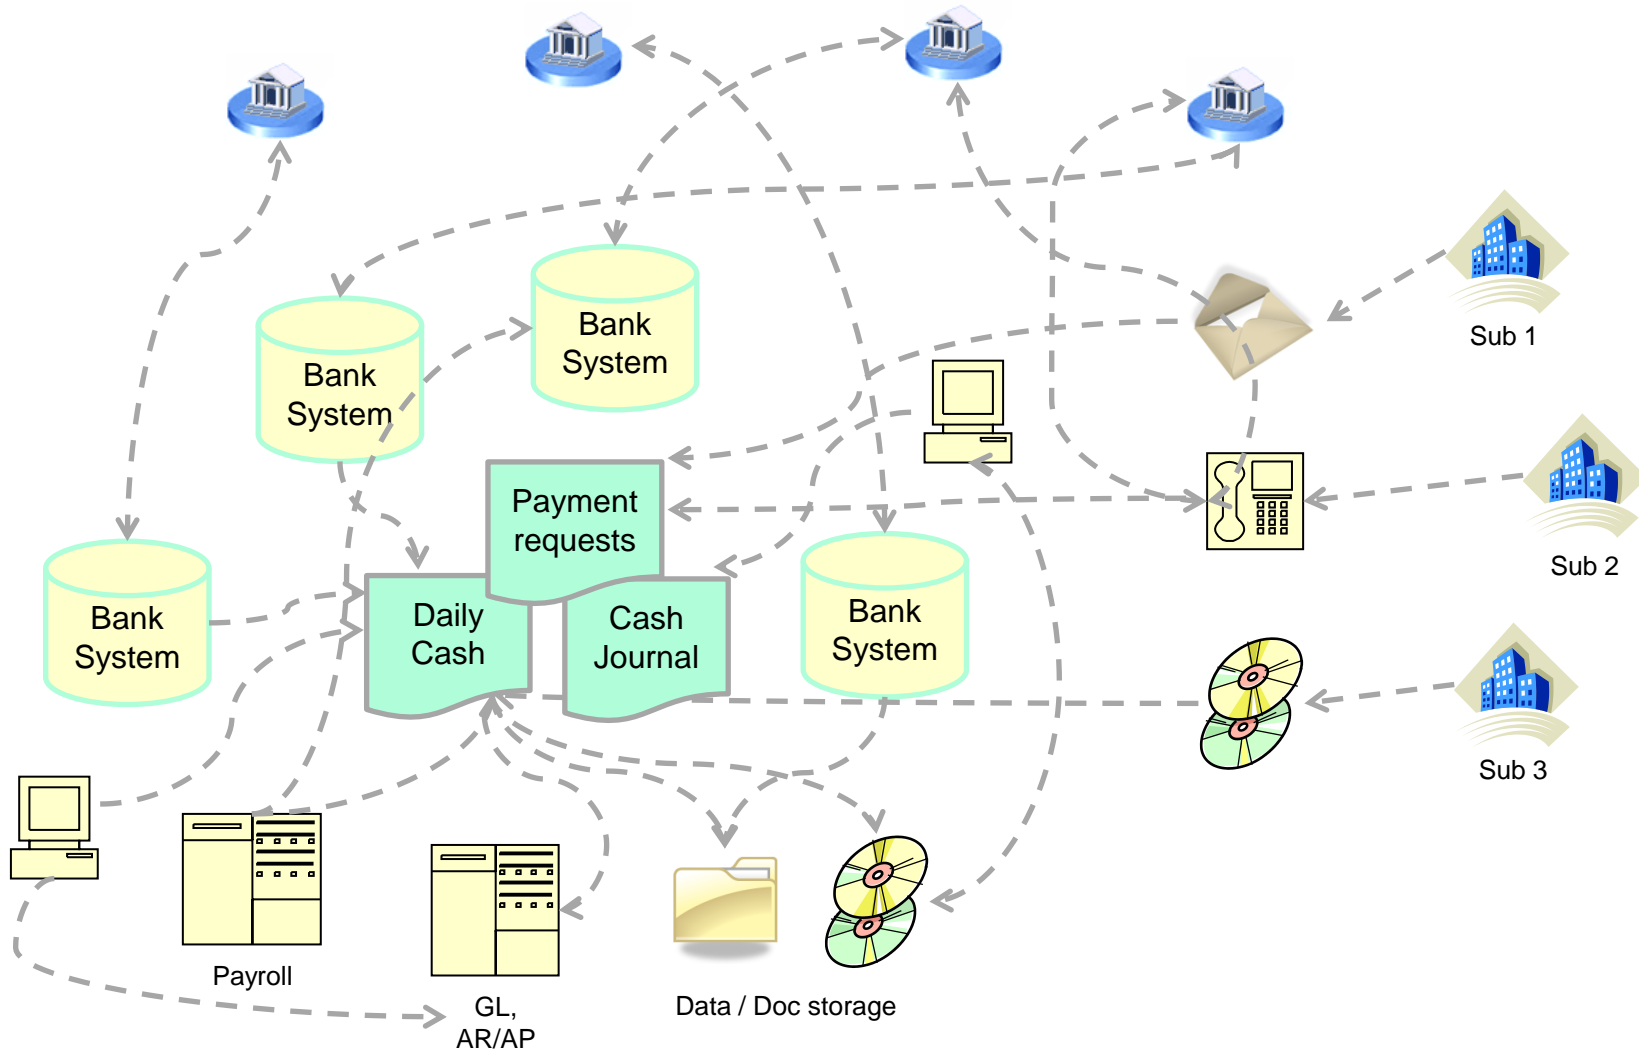 Bank
System
Sub 1
Bank
System
Payment
requests
Sub 2
Bank
System
Daily
Cash
Cash
Journal
Bank
System
Sub 3
Payroll
GL,
AR/AP
Data / Doc storage